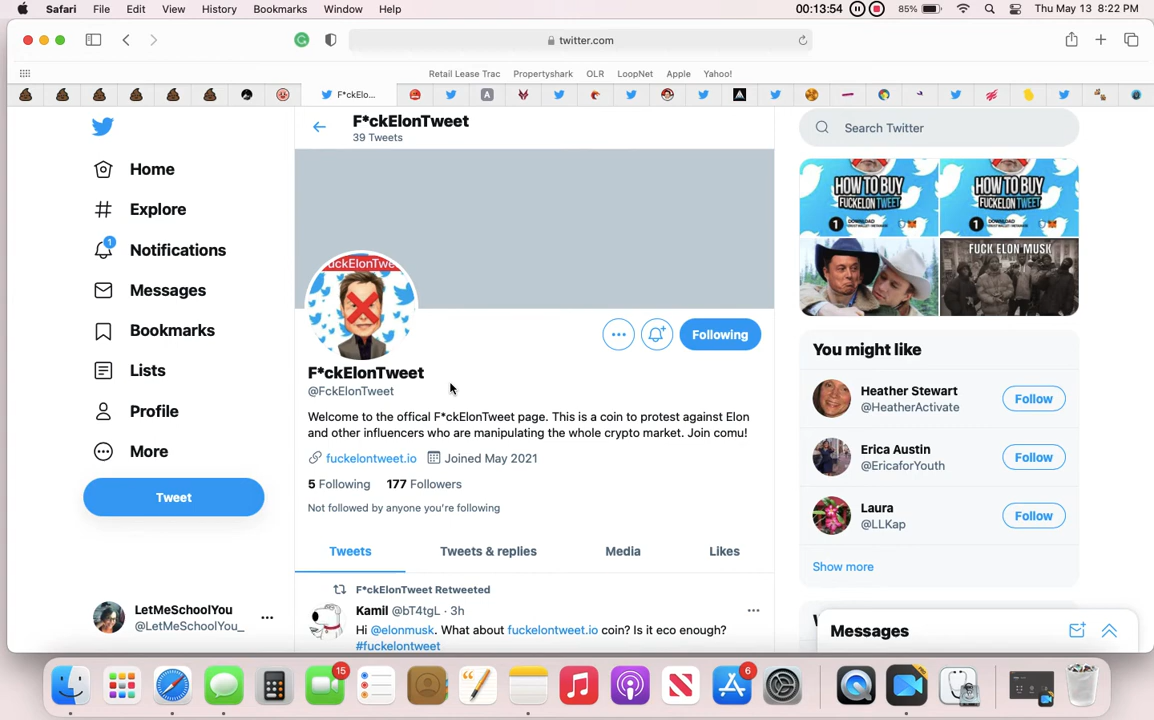 Safari File Edit View History Bookmarks Window Help
00:13:54 85% Thu May 13 8:22 PM
twitter.com
Retail Lease Trac Propertyshark OLR LoopNet Apple Yahoo!
F*ckElo...
A
F*ckElonTweet
39 Tweets
Search Twitter
Home
Explore
1
Notifications
Messages
Bookmarks
Lists
Profile
More
Tweet
LetMeSchoolYou
@LetMeSchoolYou_
uckElonTwe
Following
F*ckElonTweet
@FckElonTweet
Welcome to the offical F*ckElonTweet page. This is a coin to protest against Elon
and other influencers who are manipulating the whole crypto market. Join comu!
fuckelontweet.io Joined May 2021
5 Following 177 Followers
Not followed by anyone you're following
Tweets Tweets & replies Media Likes
F*ckElonTweet Retweeted
Kamil @bT4tgL · 3h
Hi @elonmusk. What about fuckelontweet.io coin? Is it eco enough?
#fuckelontweet
HOW TO BUY
FUCKELON TWEET
1 DOWNLOAD
HOW TO BUY
FUCKELON TWEET
1 DOWNLOAD
FUCK ELON MUSK
You might like
Heather Stewart
@HeatherActivate
Follow
Erica Austin
@EricaforYouth
Follow
Laura
@LLKap
Follow
Show more
Messages
15
6